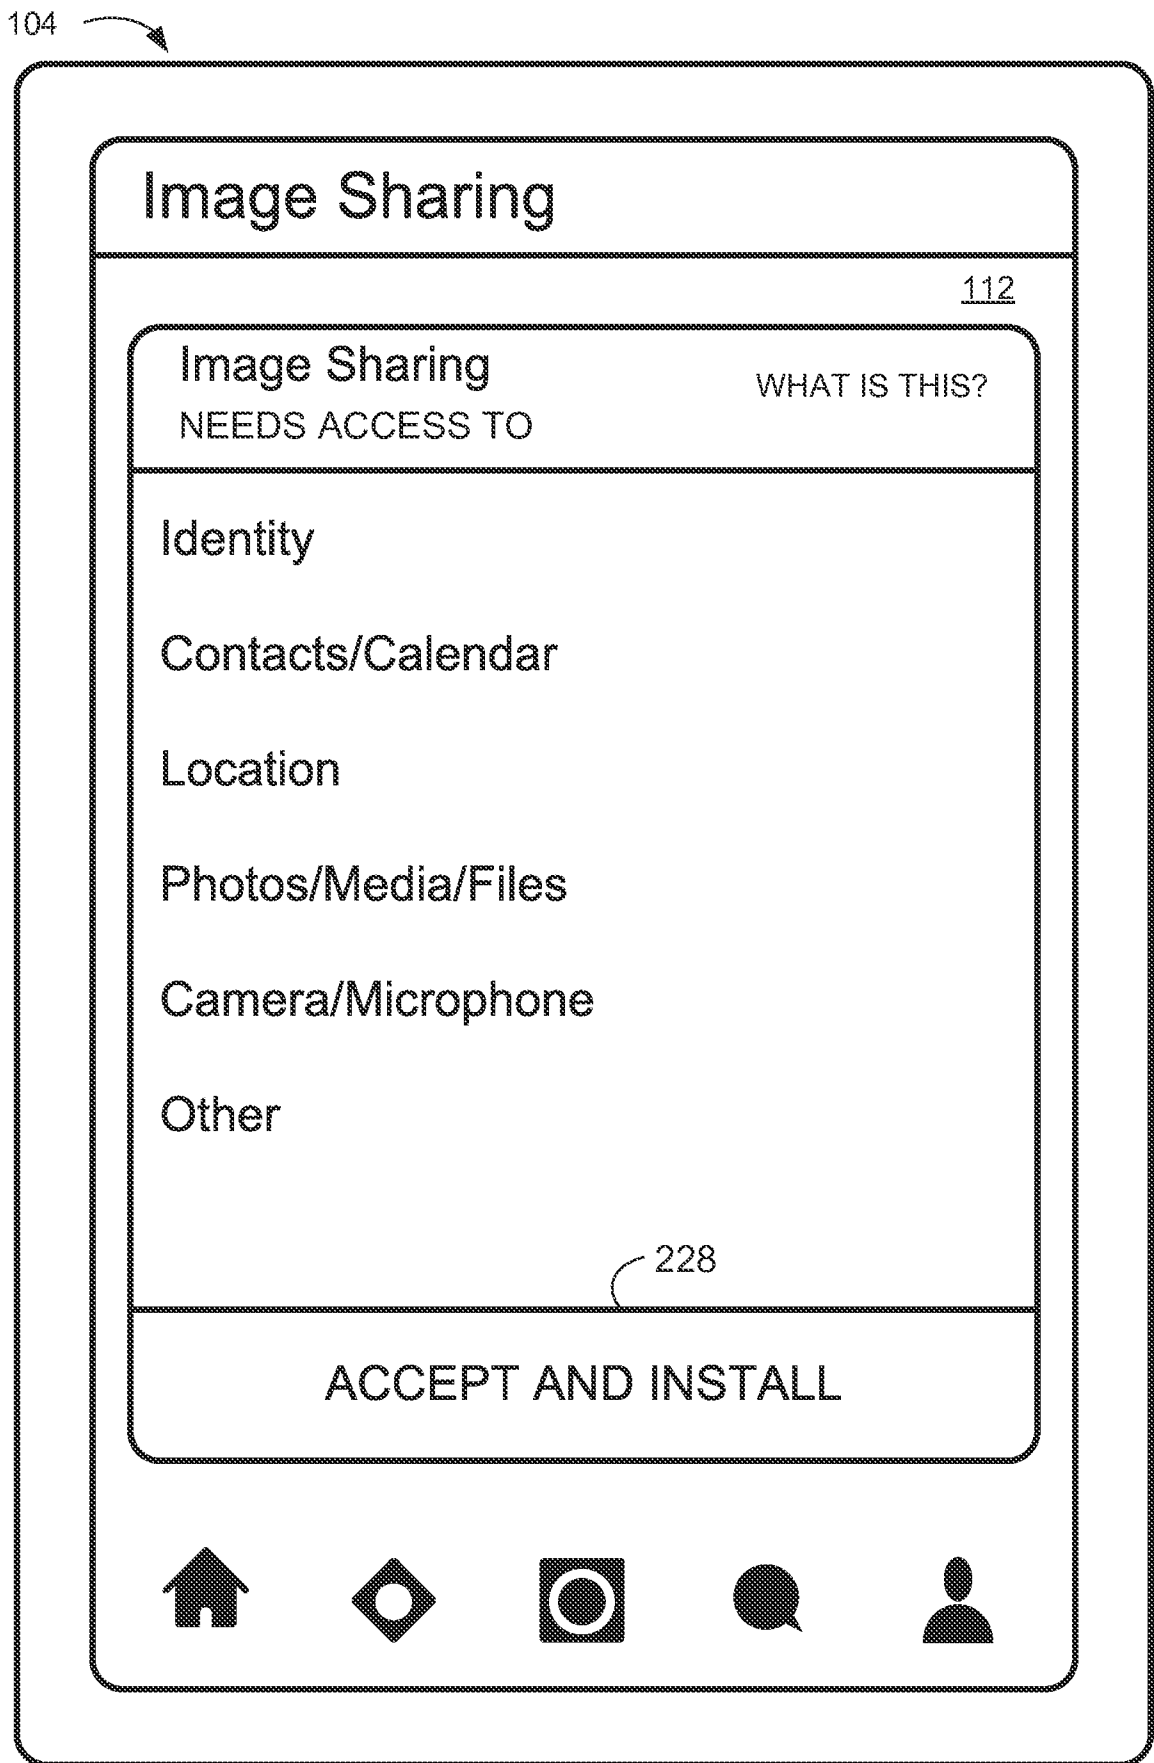 104
Image Sharing
112
Image Sharing
WHAT IS THIS?
NEEDS ACCESS TO
Identity
Contacts/Calendar
Location
Photos/Media/Files
Camera/Microphone
Other
228
ACCEPT AND INSTALL